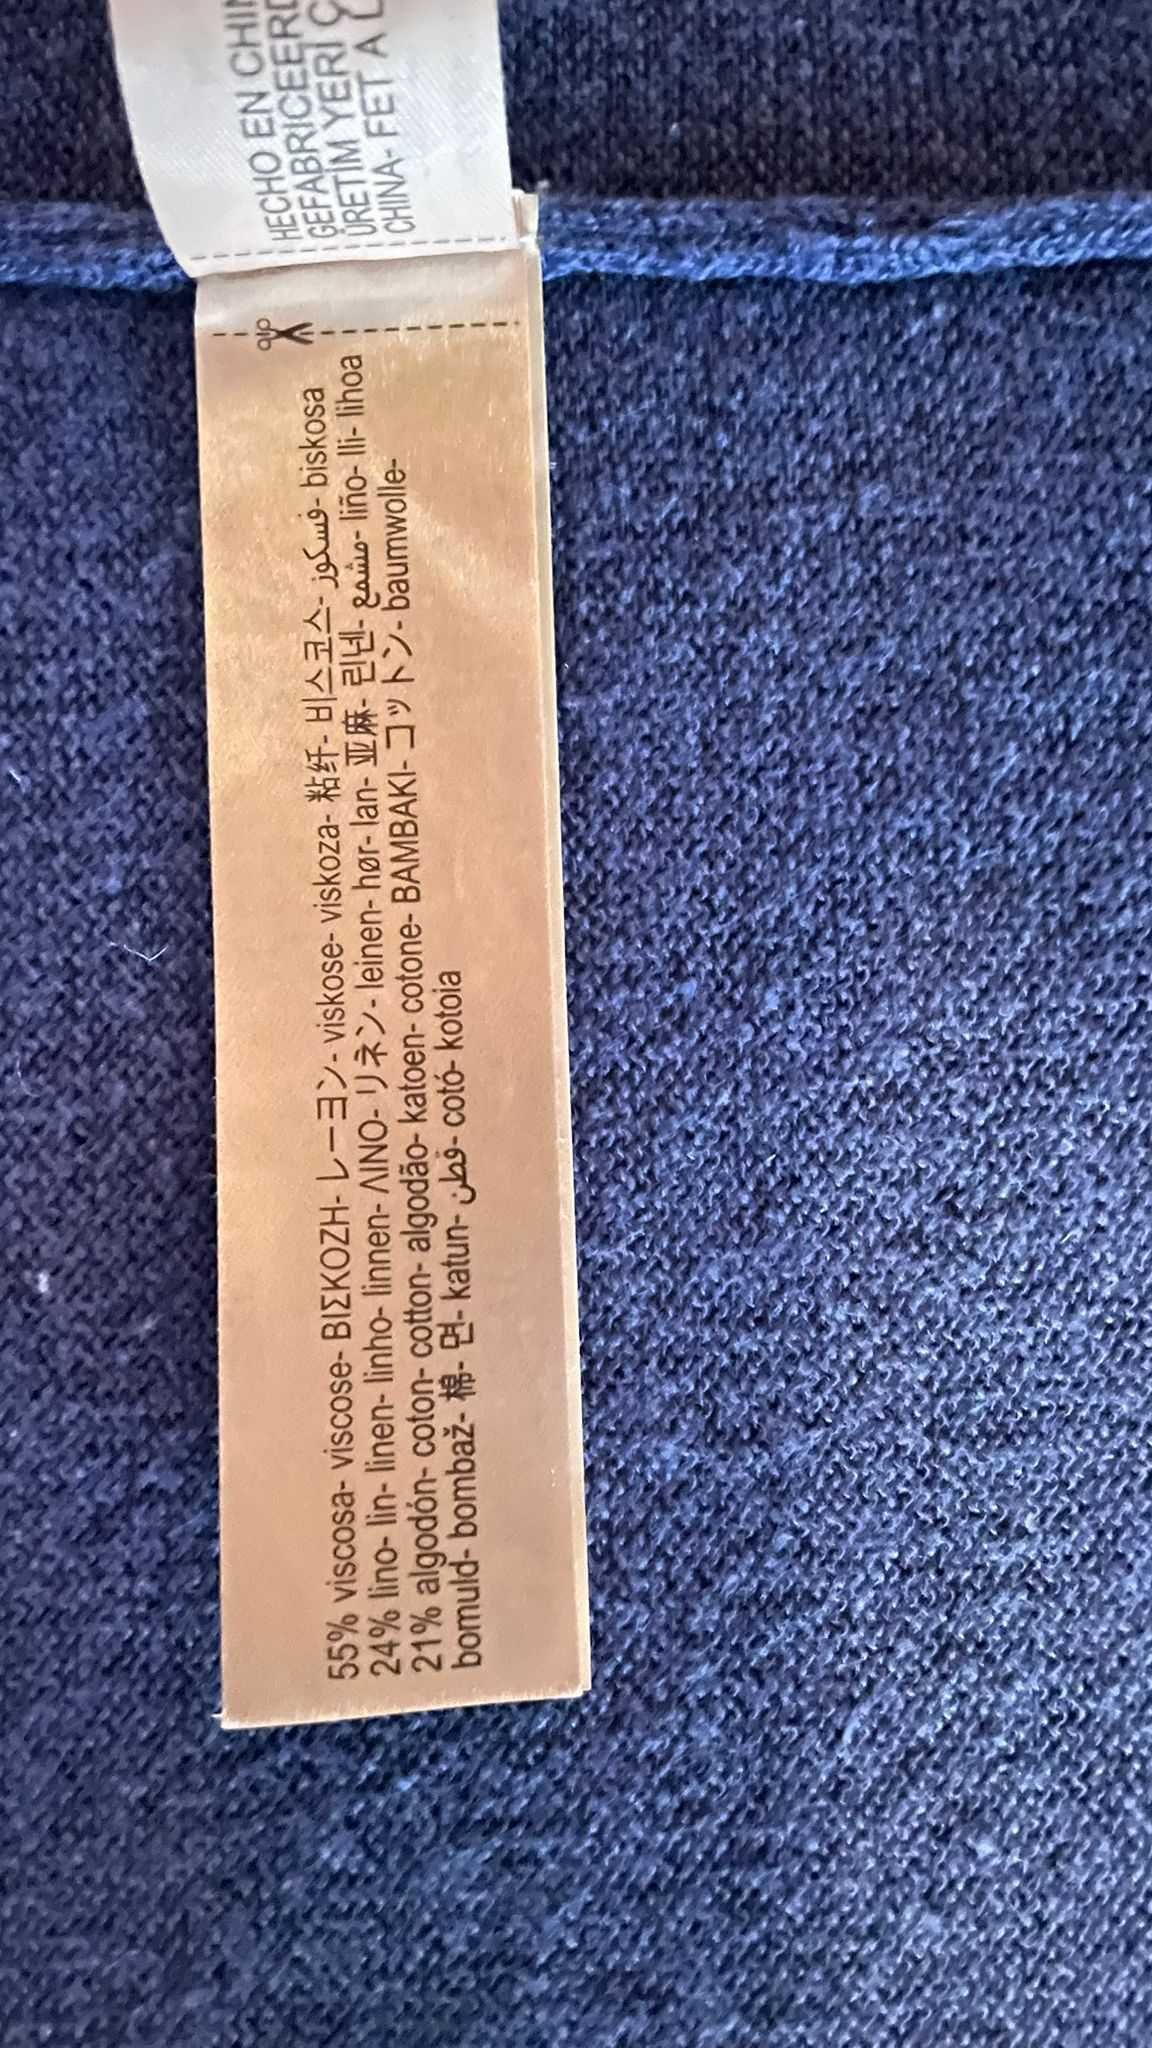 HECHO EN CHIN
GEFABRICEERD
ÜRETİM YERİ Ç
CHINA- FET A L
55% viscosa- viscose- ΒΙΣΚΟΖΗ- レーヨン- viskose- viskoza- 粘纤- 비스코스- فسكوز- biskosa
24% lino- lin- linen- linho- linnen- ΛΙΝΟ- リネン- leinen- hør- lan- 亚麻- 린넨- مشمع- liño- lli- lihoa
21% algodón- coton- cotton- algodão- katoen- cotone- BAMBAKI- コットン- baumwolle-
bomuld- bombaž- 棉- 면- katun- قطن- cotó- kotoia